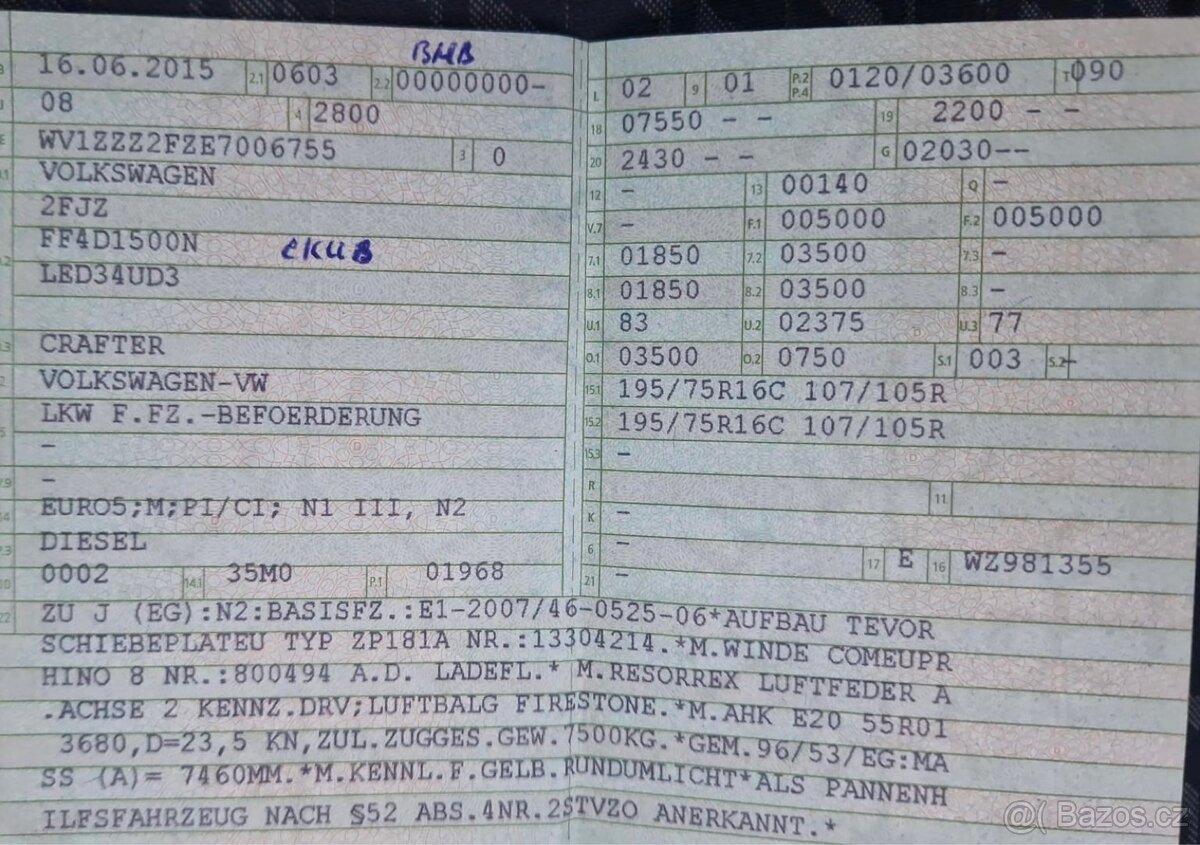 ВНВ
16.06.2015 2.1 0603 2.2 00000000-
08 4 2800
WV1ZZZ2FZE7006755 3 0
VOLKSWAGEN
2FJZ
FF4D1500N
LED34UD3
CRAFTER
VOLKSWAGEN-VW
LKW F.FZ.-BEFOERDERUNG
-
-
EURO5;M;PI/CI; N1 III, N2
DIESEL
0002 14.1 35M0 P.1 01968
L 02 9 01 P.2 P.4 0120/03600 T 090
18 07550 - - 19 2200 - -
20 2430 - - G 02030--
12 - 13 00140 Q -
V.7 - F.1 005000 F.2 005000
7.1 01850 7.2 03500 7.3 -
8.1 01850 8.2 03500 8.3 -
U.1 83 U.2 02375 U.3 77
O.1 03500 O.2 0750 S.1 003 S.2 -
15.1 195/75R16C 107/105R
15.2 195/75R16C 107/105R
15.3 -
R 11
K -
6 - 17 E 16 WZ981355
21 -
22 ZU J (EG):N2:BASISFZ.:E1-2007/46-0525-06*AUFBAU TEVOR
SCHIEBEPLATEU TYP ZP181A NR.:13304214.*M.WINDE COMEUPR
HINO 8 NR.:800494 A.D. LADEFL.* M.RESORREX LUFTFEDER A
.ACHSE 2 KENNZ.DRV;LUFTBALG FIRESTONE.*M.AHK E20 55R01
3680,D=23,5 KN,ZUL.ZUGGES.GEW.7500KG.*GEM.96/53/EG:MA
SS (A)= 7460MM.*M.KENNL.F.GELB.RUNDUMLICHT*ALS PANNENH
ILFSFAHRZEUG NACH §52 ABS.4NR.2STVZO ANERKANNT.*
@( Bazos.cz